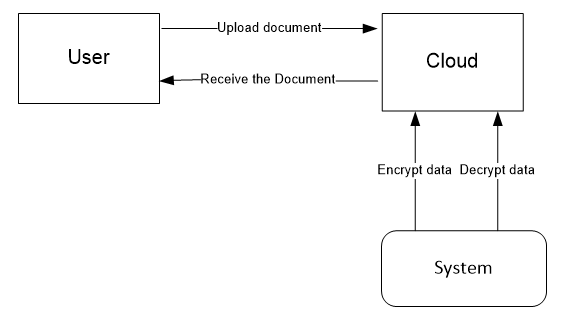 User
Upload document
Cloud
Receive the Document
Encrypt data
Decrypt data
System